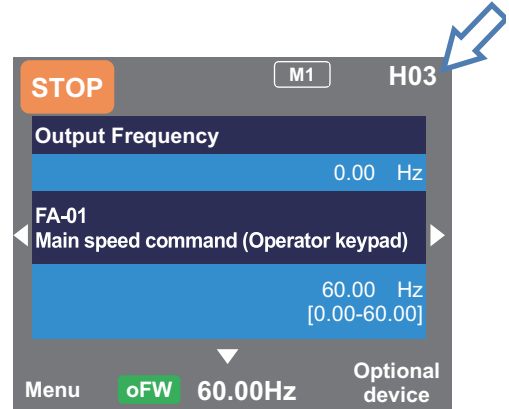 STOP M1 H03
Output Frequency
0.00 Hz
FA-01
Main speed command (Operator keypad)
60.00 Hz
[0.00-60.00]
Menu oFW 60.00Hz Optional
device